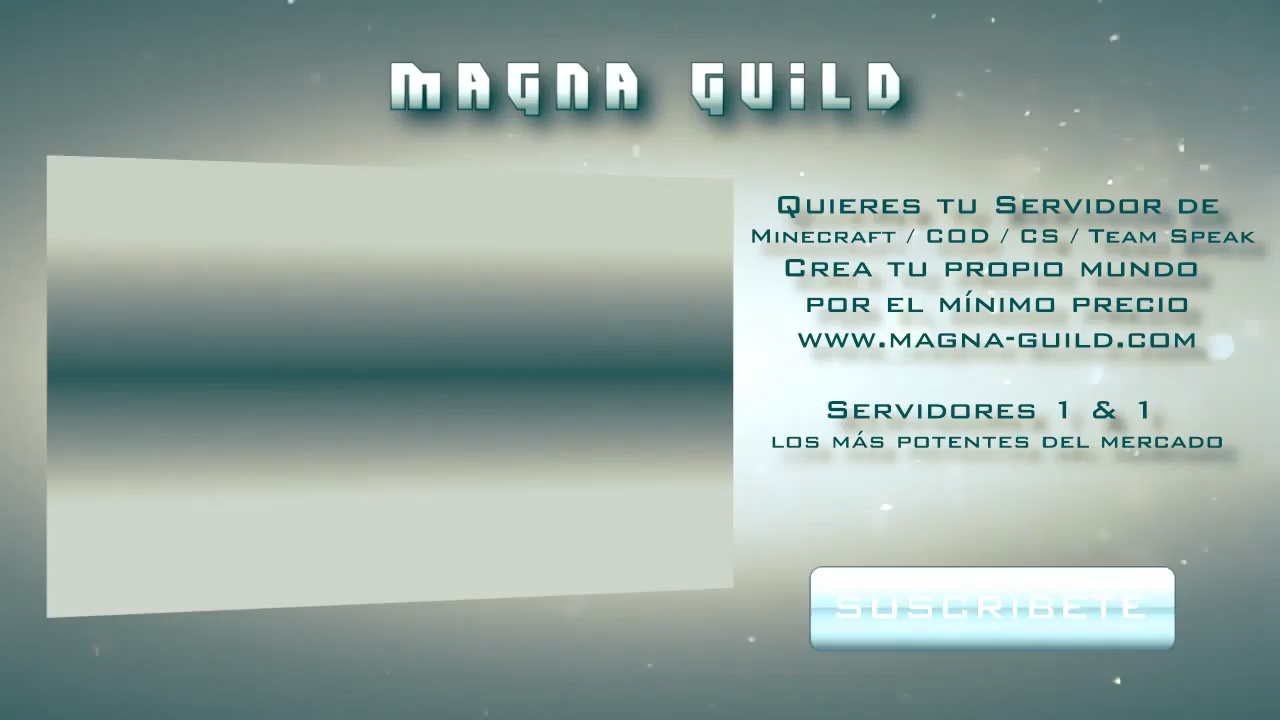 MAGNA GUiLD
Quieres tu Servidor de
Minecraft / COD / CS / Team Speak
Crea tu propio mundo
por el mínimo precio
www.magna-guild.com
Servidores 1 & 1
los más potentes del mercado
SUSCRIBETE